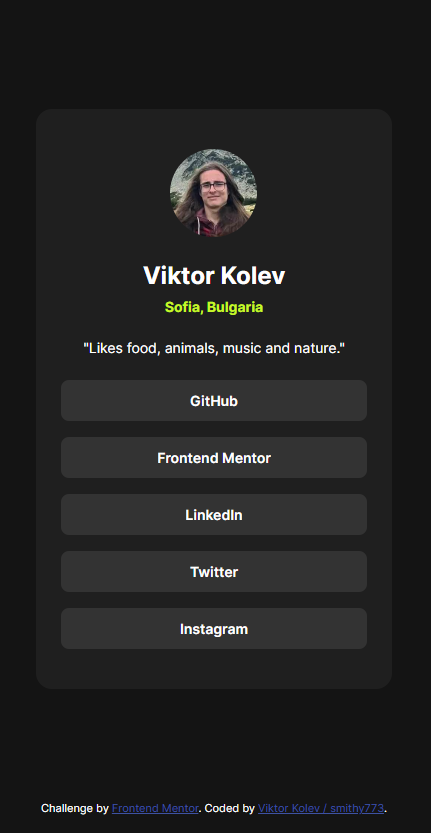 Viktor Kolev
Sofia, Bulgaria
"Likes food, animals, music and nature."
GitHub
Frontend Mentor
LinkedIn
Twitter
Instagram
Challenge by Frontend Mentor. Coded by Viktor Kolev / smithy773.